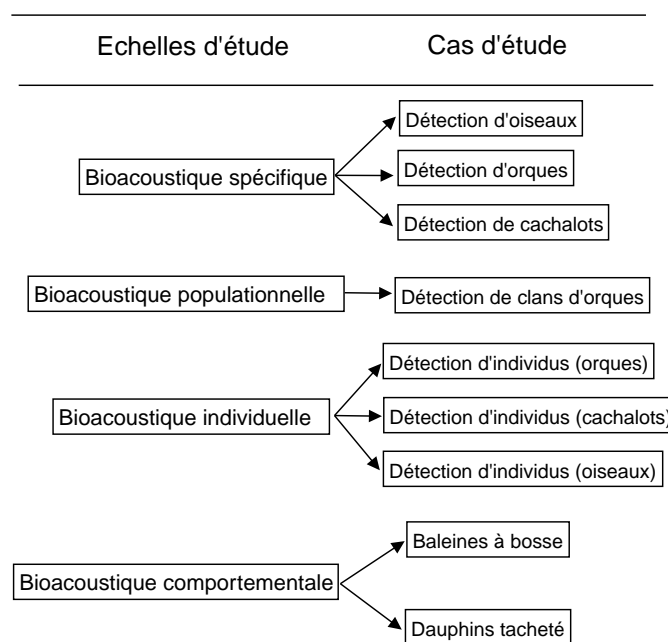 Echelles d'étude
Cas d'étude
Bioacoustique spécifique
Détection d'oiseaux
Détection d'orques
Détection de cachalots
Bioacoustique populationnelle
Détection de clans d'orques
Bioacoustique individuelle
Détection d'individus (orques)
Détection d'individus (cachalots)
Détection d'individus (oiseaux)
Bioacoustique comportementale
Baleines à bosse
Dauphins tacheté